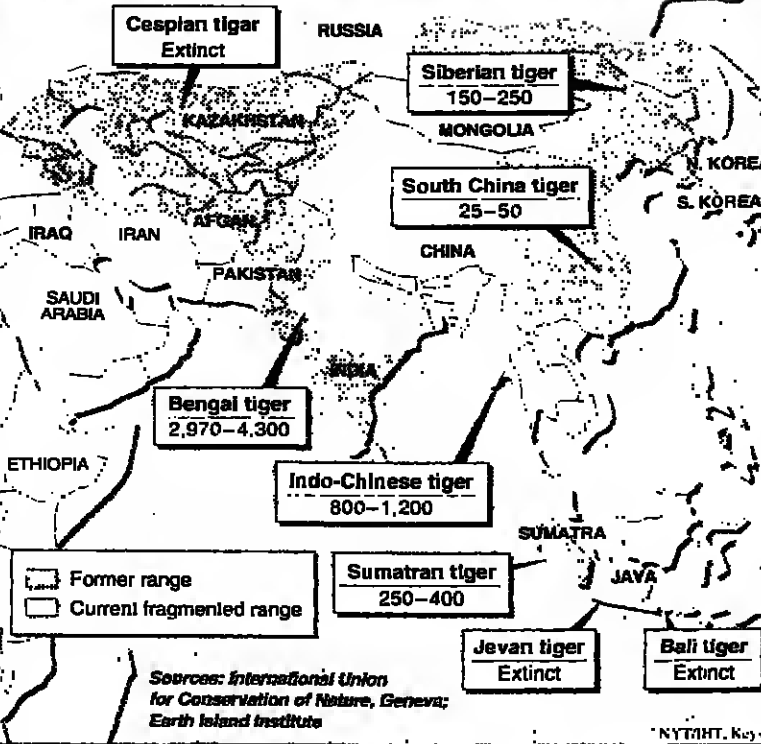 Cespian tigar
Extinct
RUSSIA
Siberian tiger
150–250
KAZAKHSTAN
MONGOLIA
N. KOREA
S. KOREA
South China tiger
25–50
AFGAN.
IRAQ
IRAN
CHINA
PAKISTAN
SAUDI
ARABIA
INDIA
Bengal tiger
2,970–4,300
ETHIOPIA
Indo-Chinese tiger
800–1,200
SUMATRA
Former range
Current fragmented range
Sumatran tiger
250–400
JAVA
Jevan tiger
Extinct
Bali tiger
Extinct
Sources: International Union
for Conservation of Nature, Geneva;
Earth Island Institute
NYT/IHT.